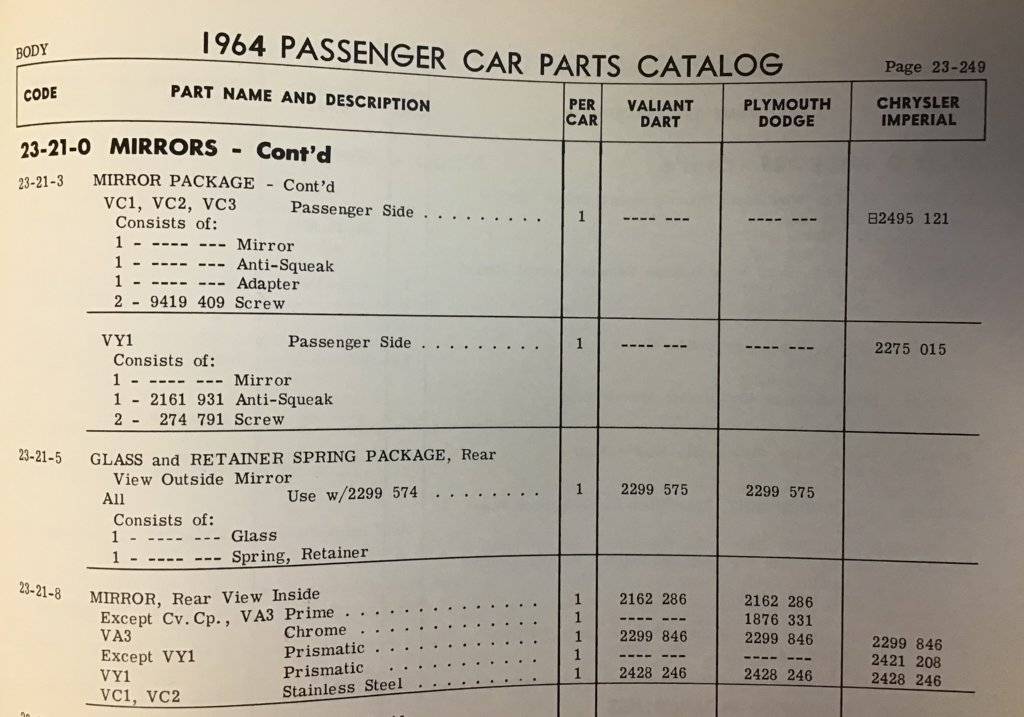 BODY 1964 PASSENGER CAR PARTS CATALOG Page 23-249
CODE PART NAME AND DESCRIPTION PER CAR VALIANT DART PLYMOUTH DODGE CHRYSLER IMPERIAL
23-21-0 MIRRORS - Cont'd
23-21-3 MIRROR PACKAGE - Cont'd
VC1, VC2, VC3 Passenger Side . . . . . . . . . 1 ---- --- ---- --- ⊟2495 121
Consists of:
1 - ---- --- Mirror
1 - ---- --- Anti-Squeak
1 - ---- --- Adapter
2 - 9419 409 Screw
VY1 Passenger Side . . . . . . . . . 1 ---- --- ---- --- 2275 015
Consists of:
1 - ---- --- Mirror
1 - 2161 931 Anti-Squeak
2 - 274 791 Screw
23-21-5 GLASS and RETAINER SPRING PACKAGE, Rear
View Outside Mirror
All Use w/2299 574 . . . . . . . . 1 2299 575 2299 575
Consists of:
1 - ---- --- Glass
1 - ---- --- Spring, Retainer
23-21-8 MIRROR, Rear View Inside
Except Cv.Cp., VA3 Prime . . . . . . . . . . . . . 1 2162 286 2162 286
VA3 Chrome . . . . . . . . . . . . 1 ---- --- 1876 331
Except VY1 Prismatic . . . . . . . . . . . 1 2299 846 2299 846 2299 846
VY1 Prismatic . . . . . . . . . . . 1 ---- --- ---- --- 2421 208
VC1, VC2 Stainless Steel . . . . . . . . . 1 2428 246 2428 246 2428 246